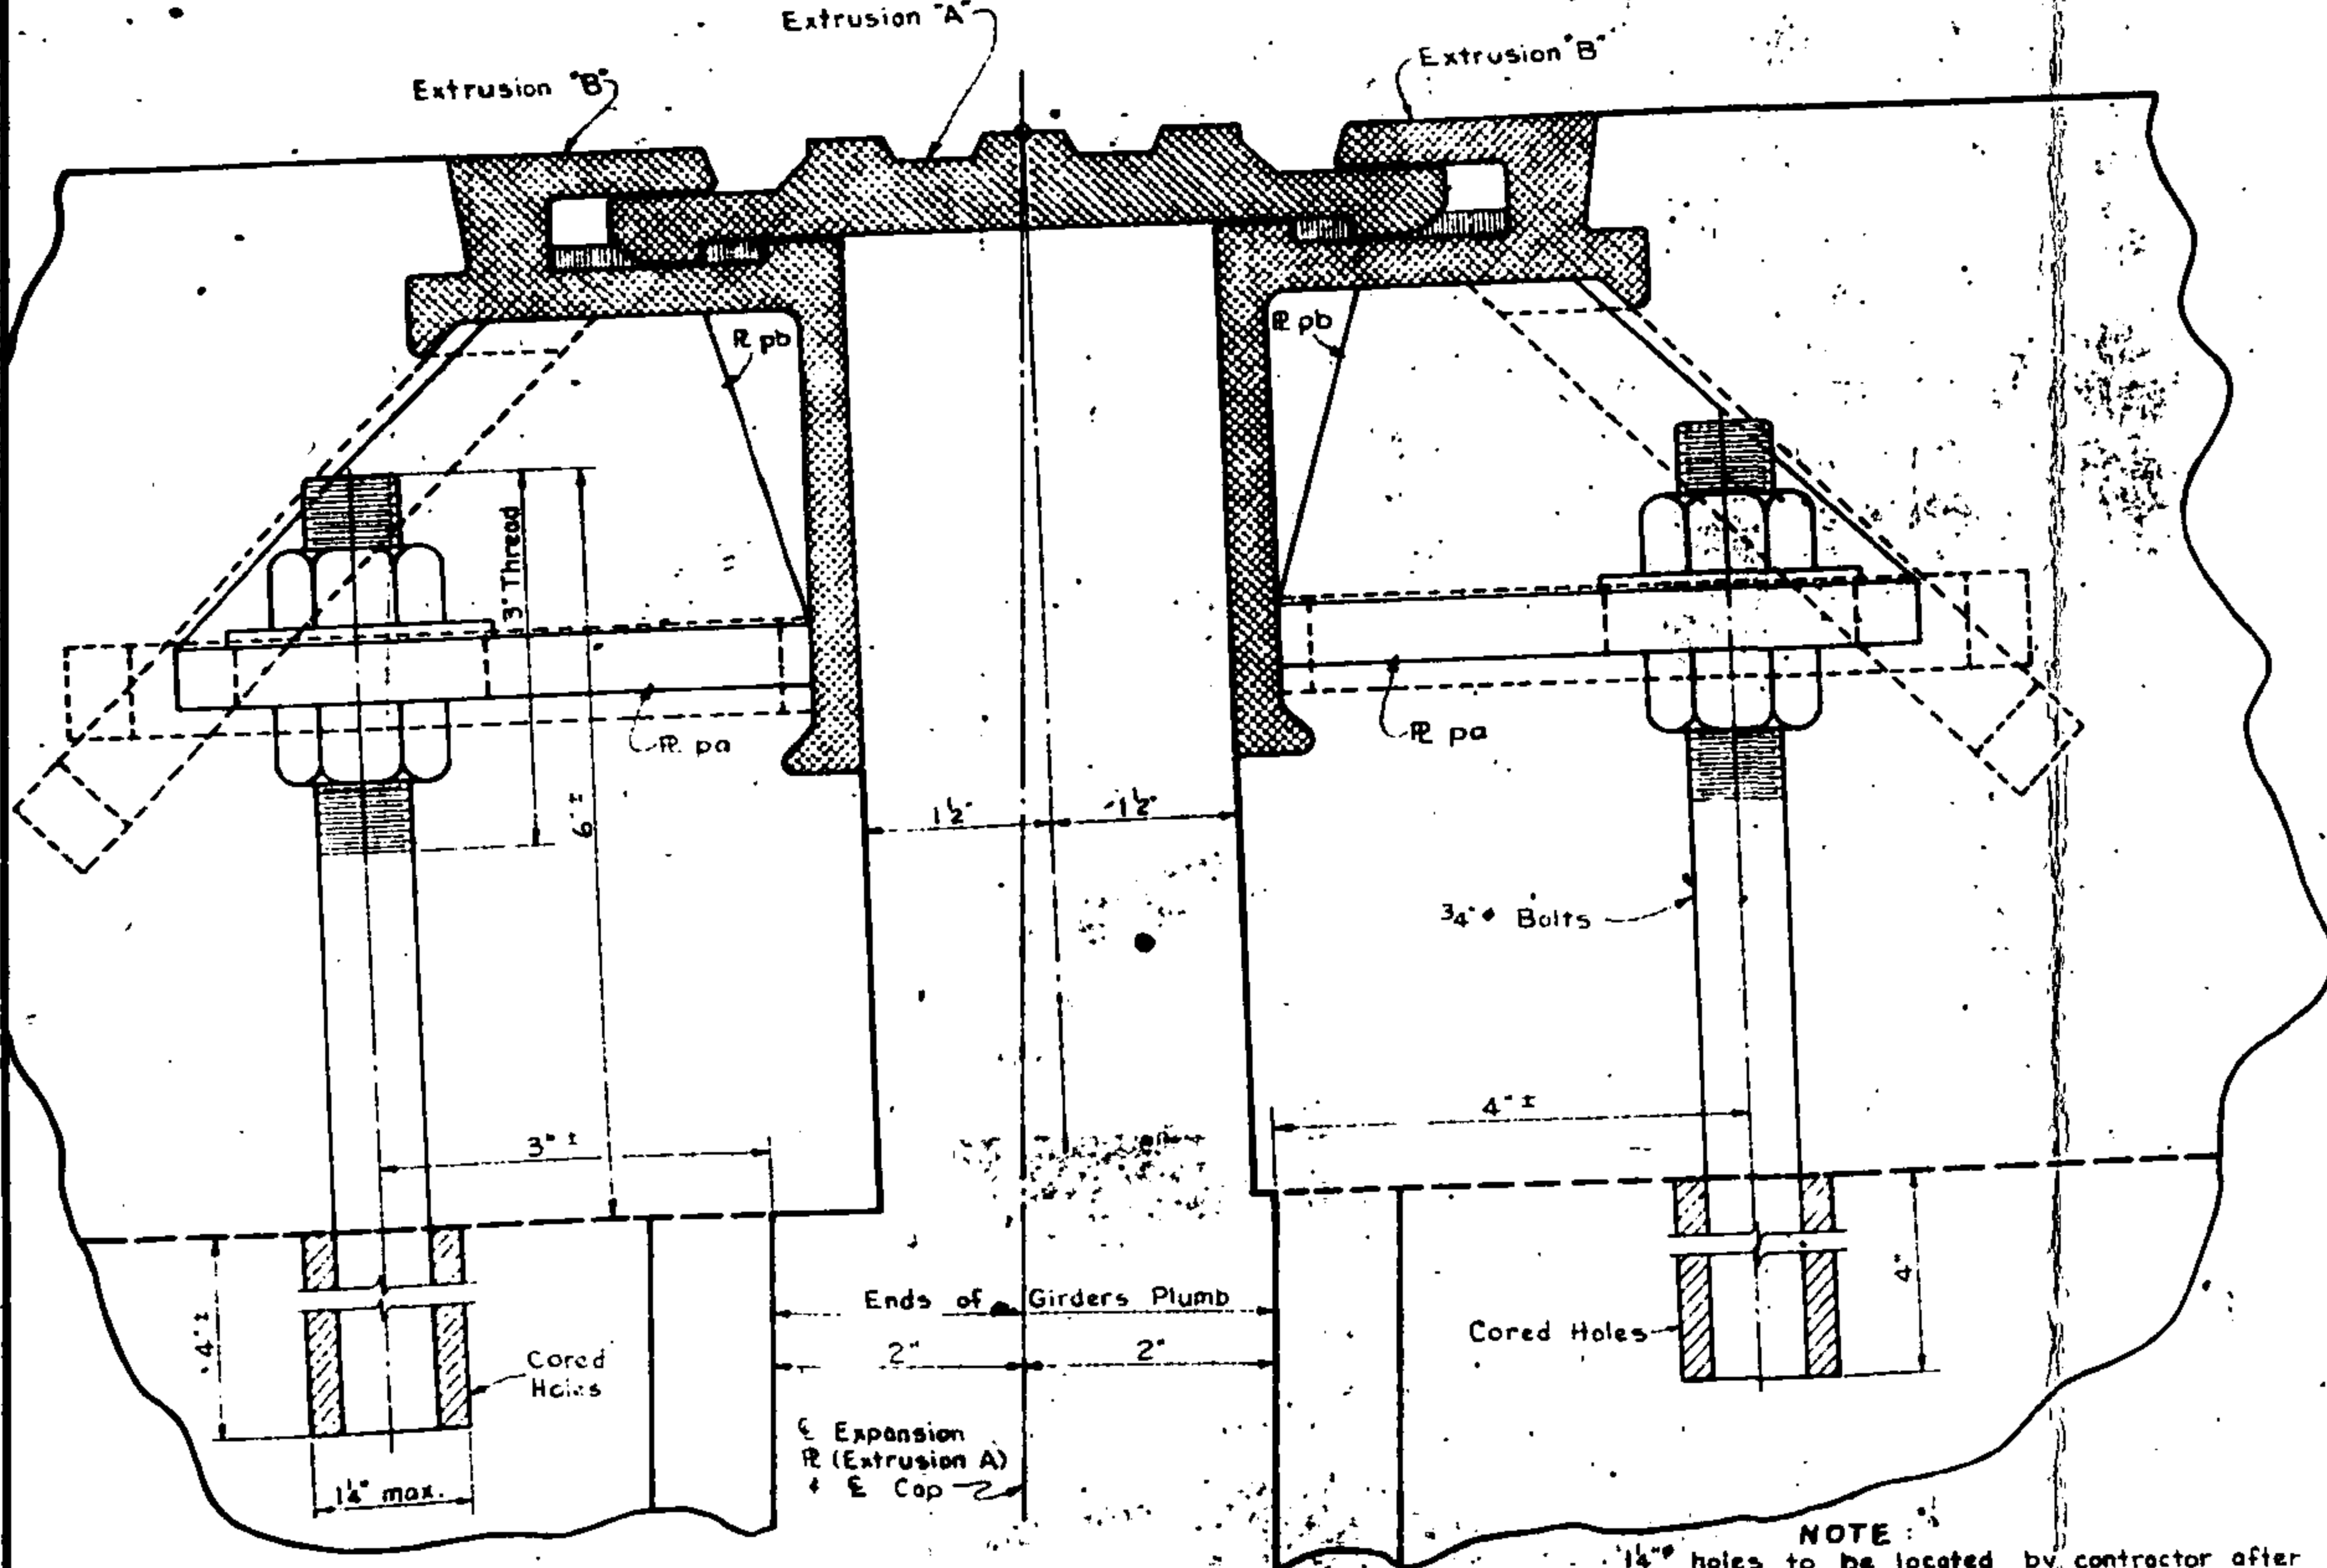 Extrusion "A"
Extrusion "B"
Extrusion "B"
℄ pb
℄ pb
3" Thread
6" ±
℄ pa
℄ pa
1½"
1½"
¾"ϕ Bolts
3" ±
4" ±
Ends of Girders Plumb
2"
2"
4" ±
4"
Cored
Holes
Cored Holes
1¼" max.
℄ Expansion
℄ (Extrusion A)
& ℄ Cap
NOTE:
1¼"ϕ holes to be located by contractor after